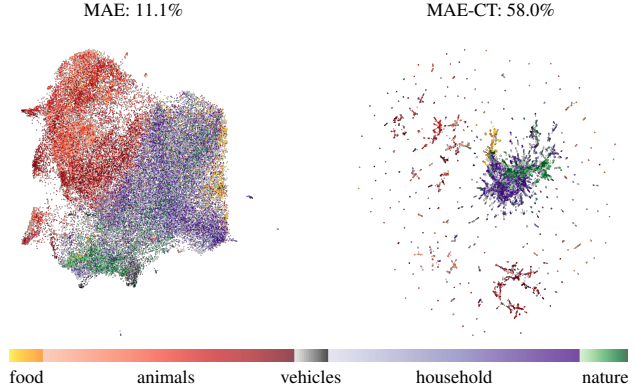 MAE: 11.1%
MAE-CT: 58.0%
food animals vehicles household nature